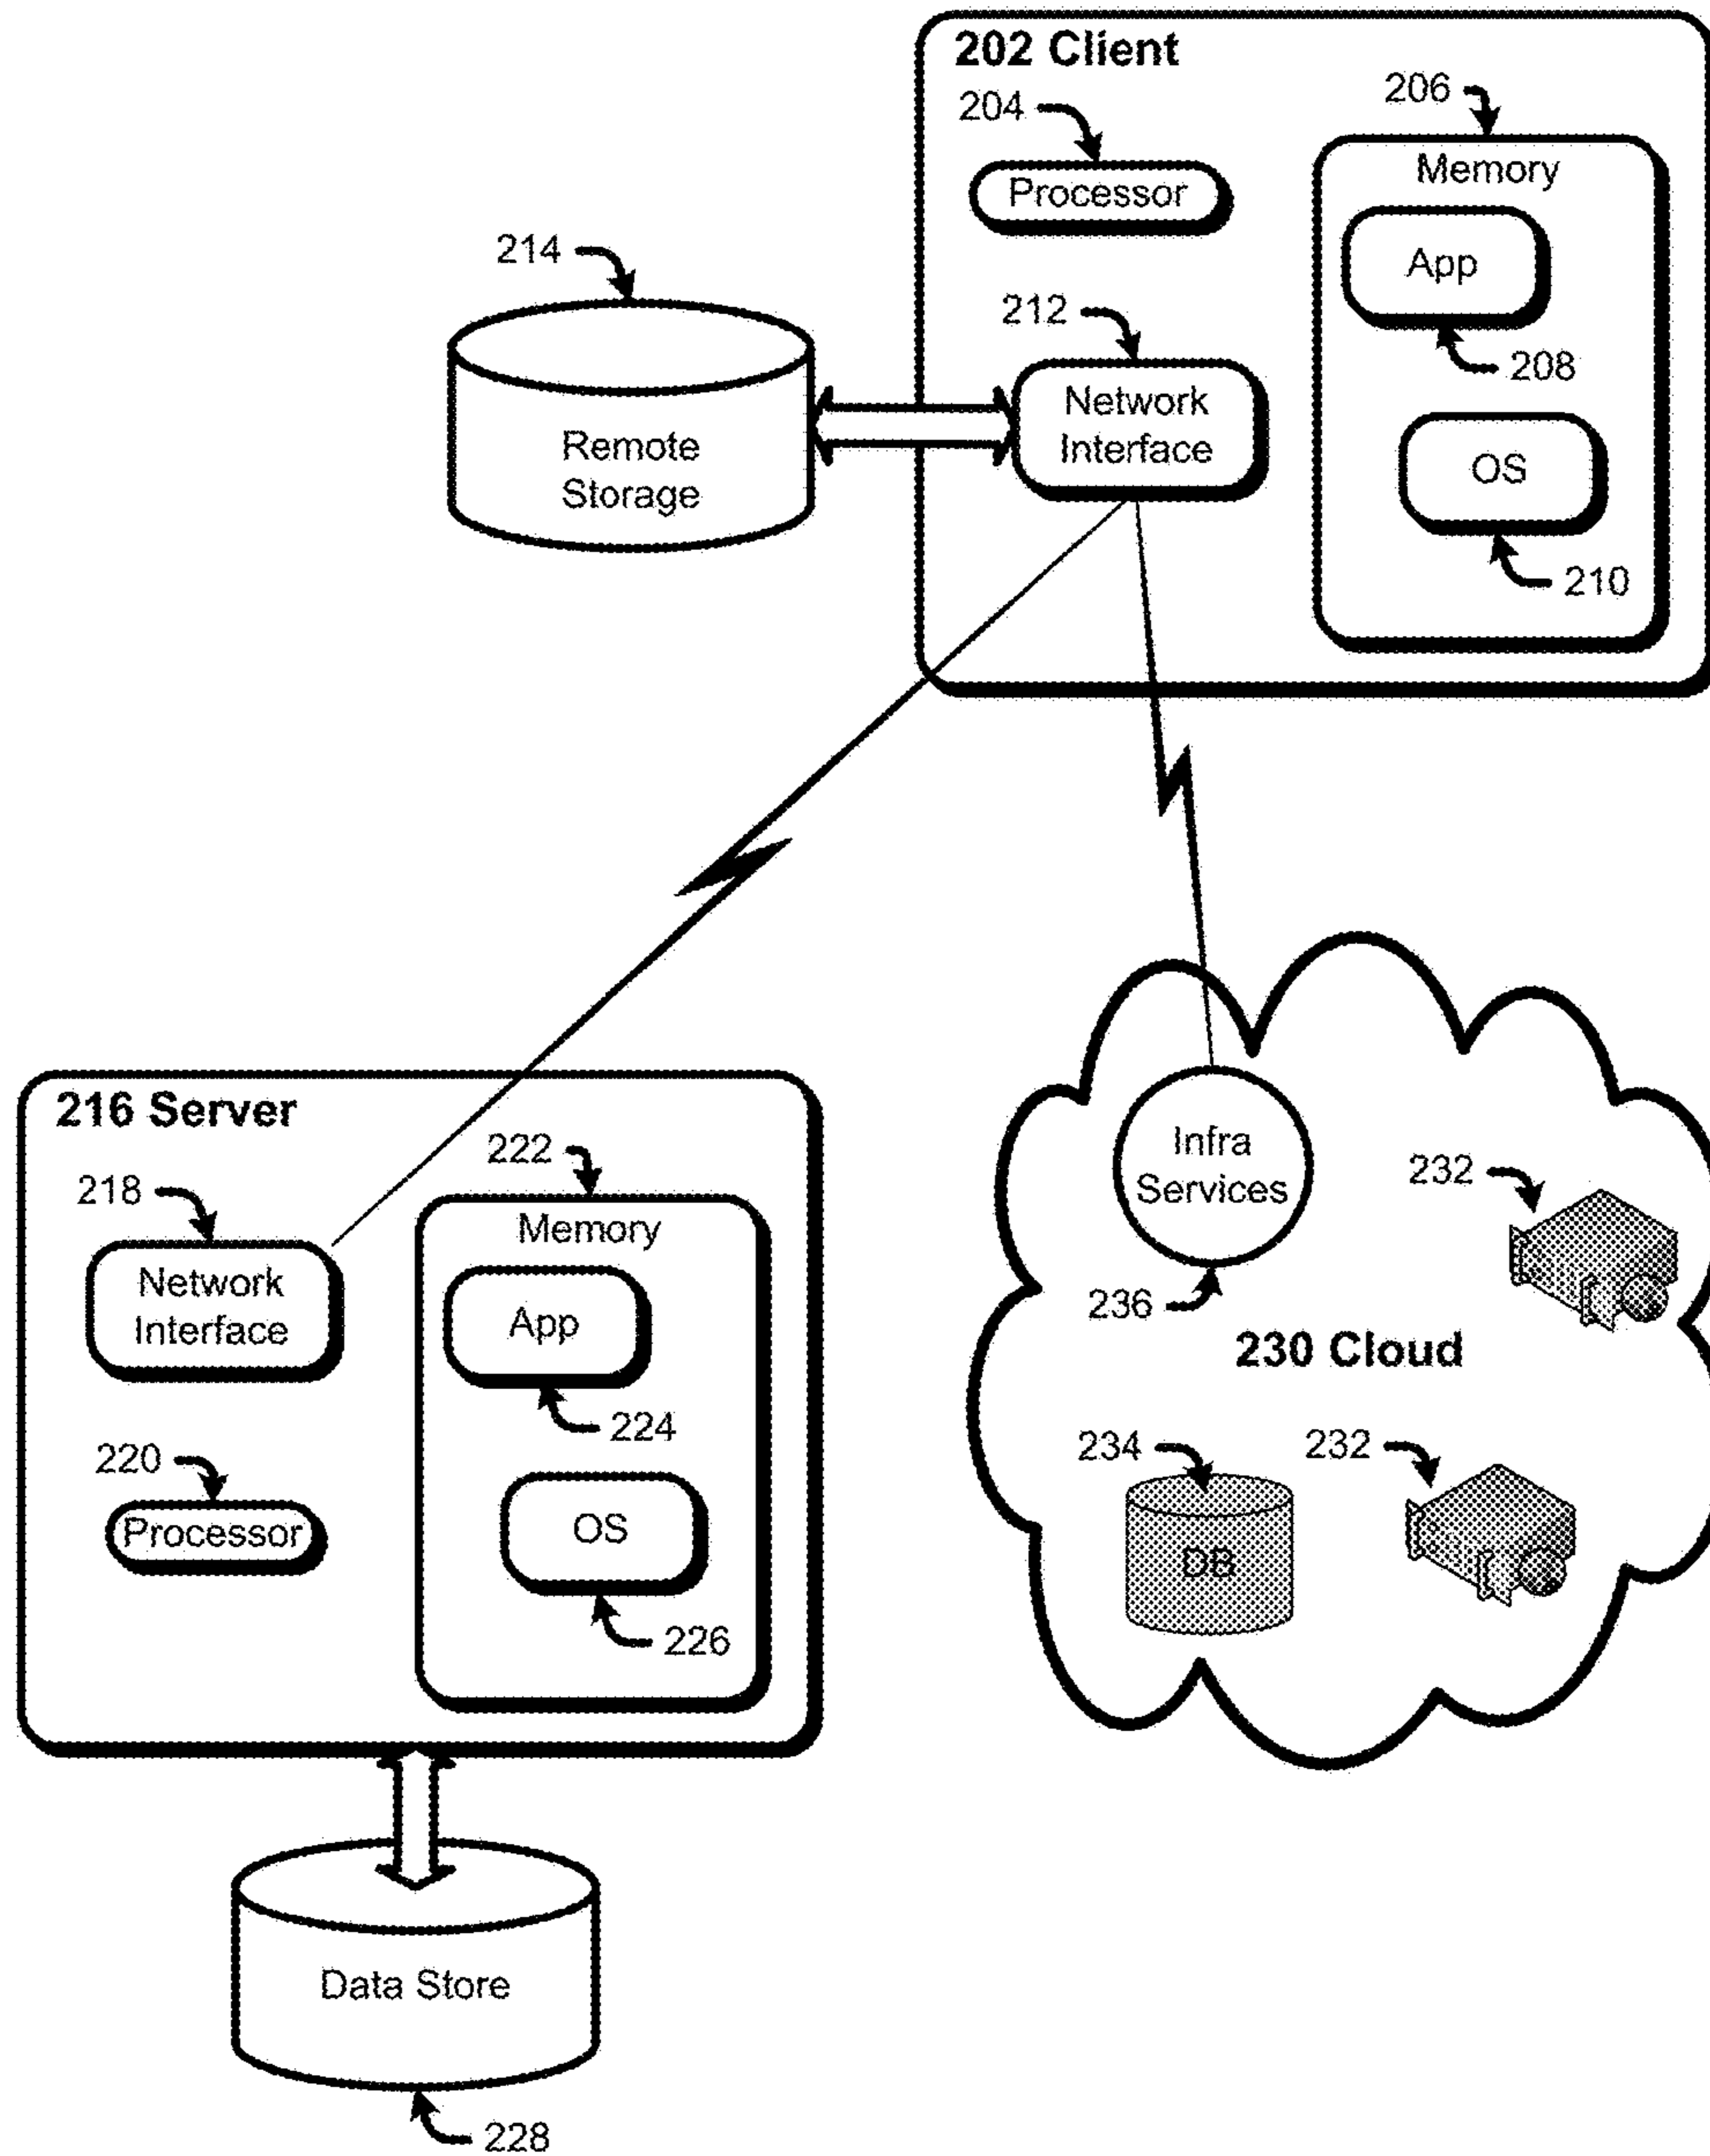 202 Client
204
206
Processor
Memory
App
208
214
212
Network
Interface
Remote
Storage
OS
210
216 Server
218
222
Network
Interface
Memory
App
224
220
Processor
OS
226
Infra
Services
236
232
230 Cloud
234
232
DB
Data Store
228